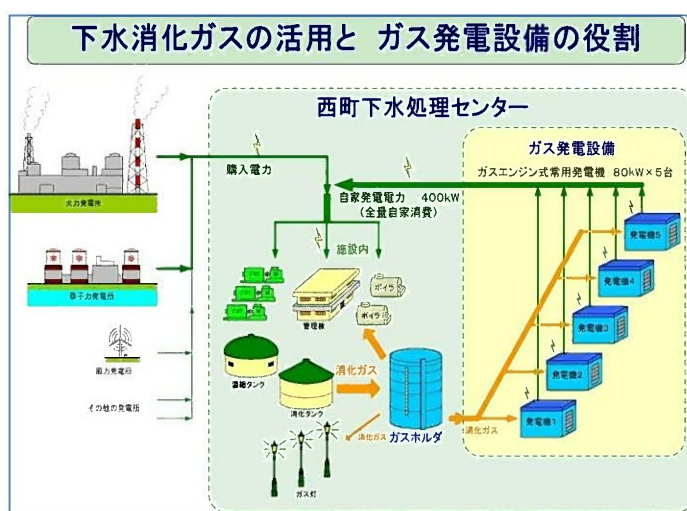 下水消化ガスの活用と ガス発電設備の役割
西町下水処理センター
ガス発電設備
ガスエンジン式常用発電機 80kW×5台
購入電力
自家発電電力 400kW
(全量自家消費)
火力発電所
施設内
発電機5
原子力発電所
発電機4
ボイラ
ボイラ
管理棟
発電機3
風力発電所
濃縮タンク
消化ガス
発電機2
その他の発電所
消化タンク
発電機1
消化ガス
ガスホルダ
消化ガス
ガス灯